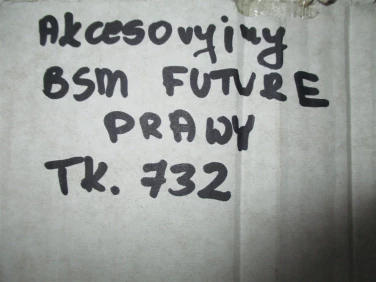 Akcesoryjny
BSM FUTURE
PRAWY
TK. 732